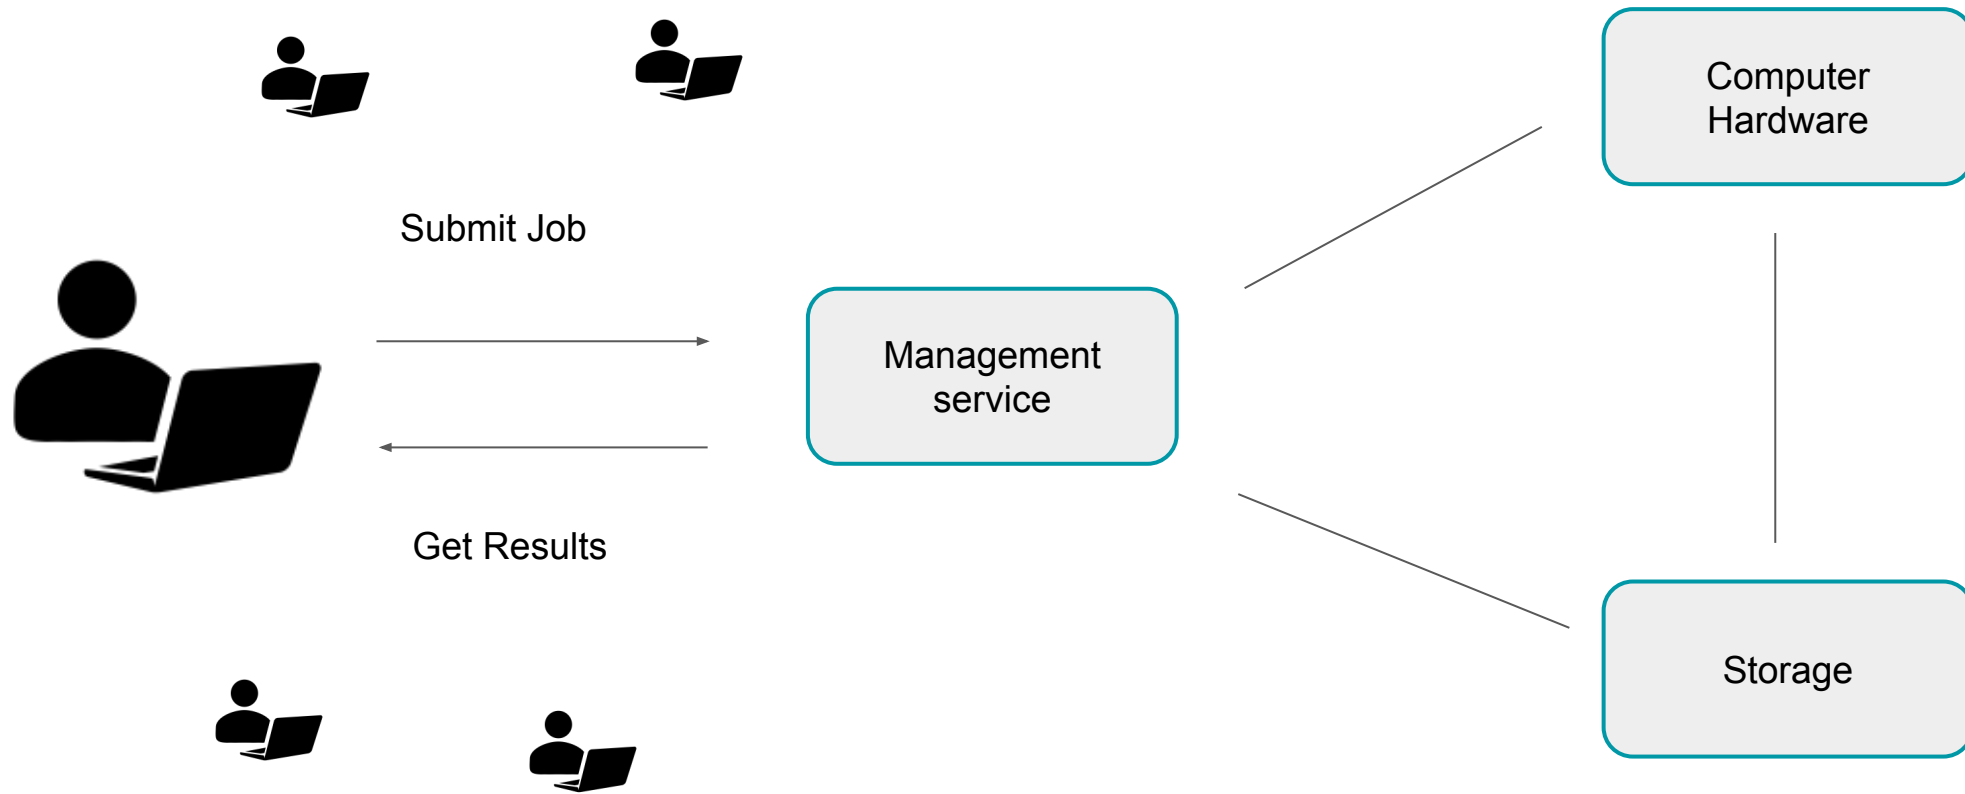 Computer
Hardware
Submit Job
Management
service
Get Results
Storage